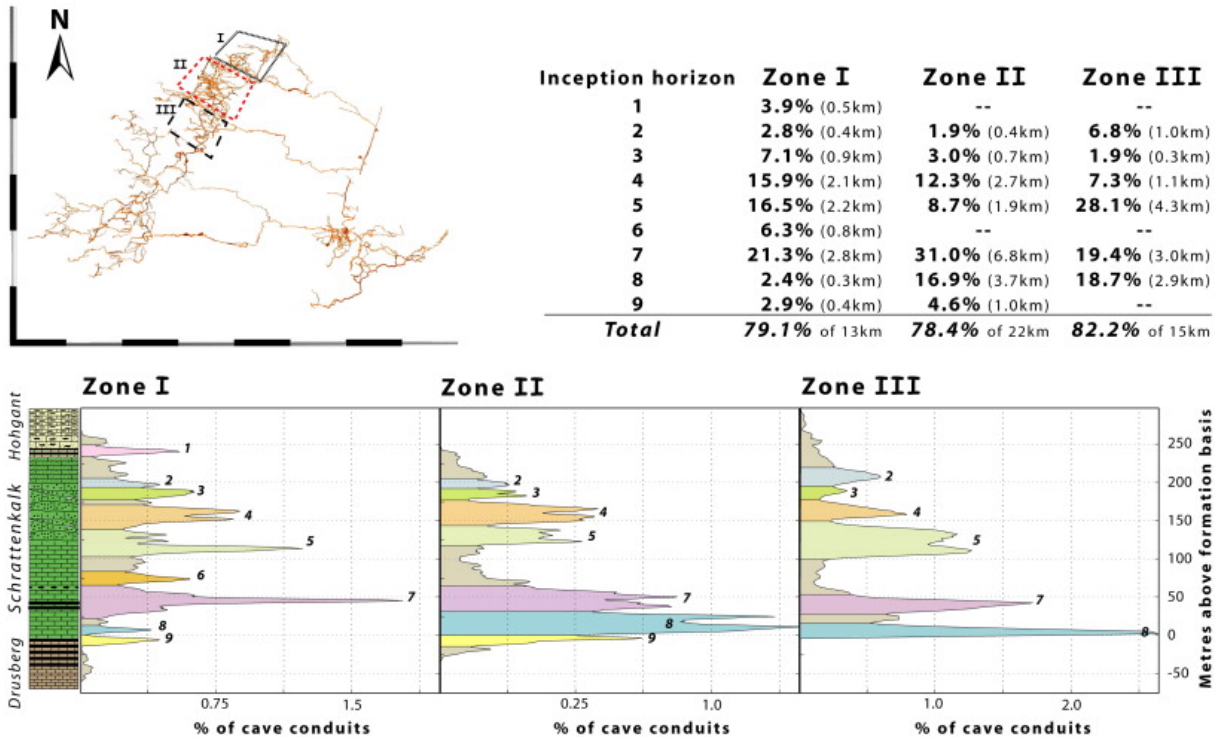 N
I
II
III
Inception horizon Zone I Zone II Zone III
1 3.9% (0.5km) -- --
2 2.8% (0.4km) 1.9% (0.4km) 6.8% (1.0km)
3 7.1% (0.9km) 3.0% (0.7km) 1.9% (0.3km)
4 15.9% (2.1km) 12.3% (2.7km) 7.3% (1.1km)
5 16.5% (2.2km) 8.7% (1.9km) 28.1% (4.3km)
6 6.3% (0.8km) -- --
7 21.3% (2.8km) 31.0% (6.8km) 19.4% (3.0km)
8 2.4% (0.3km) 16.9% (3.7km) 18.7% (2.9km)
9 2.9% (0.4km) 4.6% (1.0km) --
Total 79.1% of 13km 78.4% of 22km 82.2% of 15km
Zone I
Zone II
Zone III
Hohgant
Schrattenkalk
Drusberg
1
2
3
4
5
6
7
8
9
2
3
4
5
7
8
9
2
3
4
5
7
8
250
200
150
100
50
0
-50
Metres above formation basis
0.75 1.5
0.25 1.0
1.0 2.0
% of cave conduits
% of cave conduits
% of cave conduits